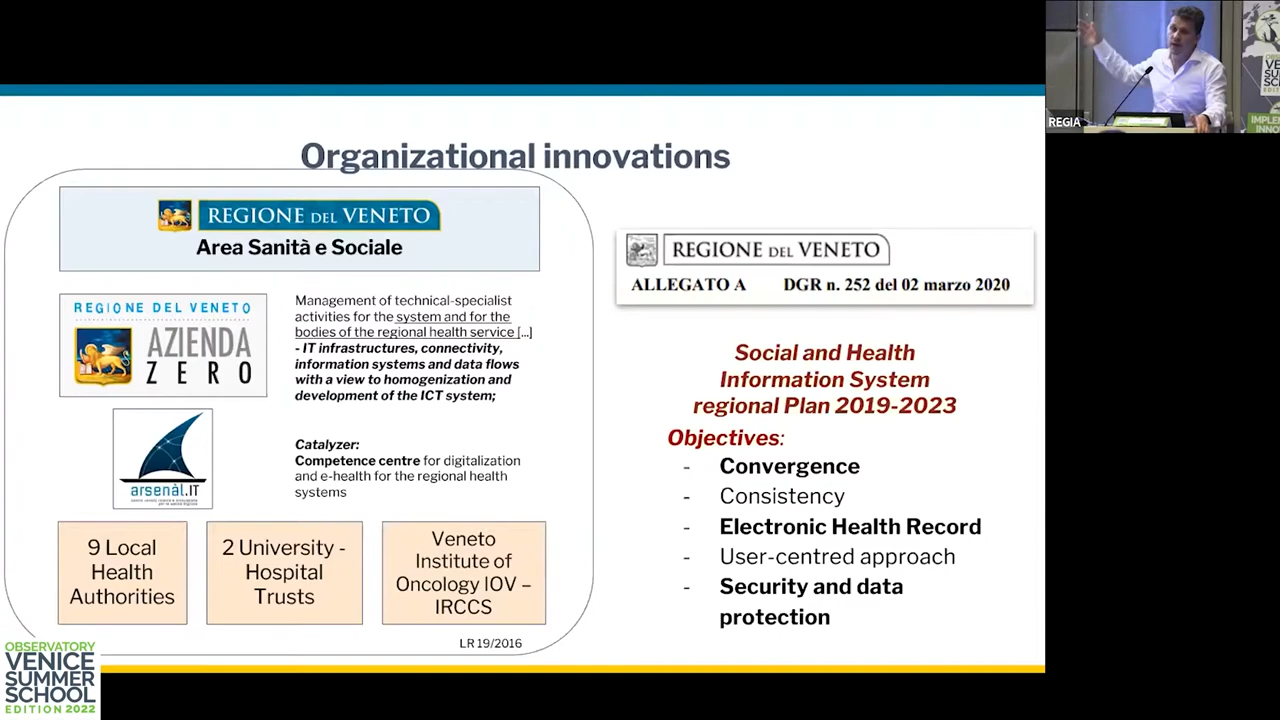 Organizational innovations
REGIONE DEL VENETO
Area Sanità e Sociale
REGIONE DEL VENETO
AZIENDA
ZERO
Management of technical-specialist
activities for the system and for the
bodies of the regional health service [...]
- IT infrastructures, connectivity,
information systems and data flows
with a view to homogenization and
development of the ICT system;
arsenàl.IT
Catalyzer:
Competence centre for digitalization
and e-health for the regional health
systems
9 Local
Health
Authorities
2 University -
Hospital
Trusts
Veneto
Institute of
Oncology IOV –
IRCCS
LR 19/2016
REGIONE DEL VENETO
ALLEGATO A DGR n. 252 del 02 marzo 2020
Social and Health
Information System
regional Plan 2019-2023
Objectives:
- Convergence
- Consistency
- Electronic Health Record
- User-centred approach
- Security and data
protection
OBSERVATORY
VENICE
SUMMER
SCHOOL
EDITION 2022
REGIA